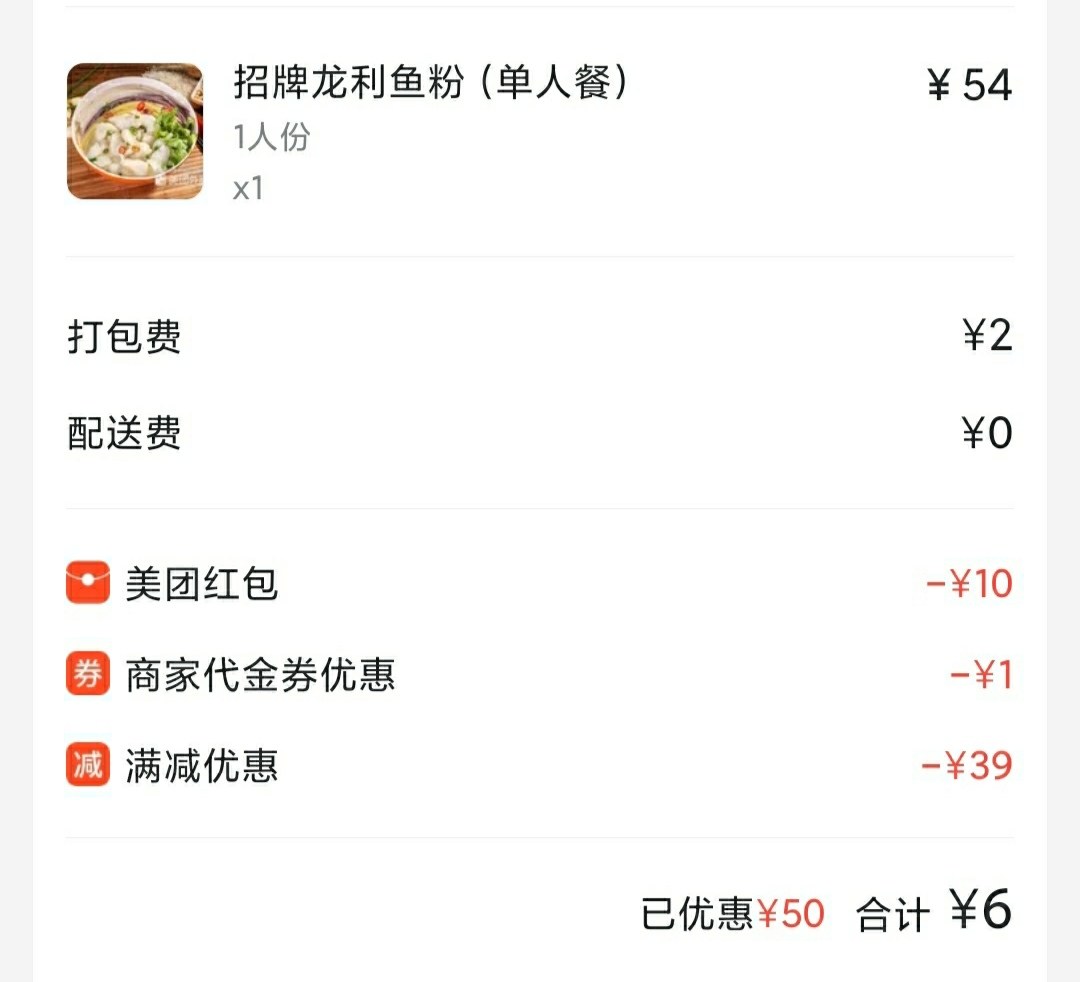 招牌龙利鱼粉（单人餐） ¥ 54
1人份
x1
打包费 ¥2
配送费 ¥0
美团红包 -¥10
券 商家代金券优惠 -¥1
减 满减优惠 -¥39
已优惠¥50 合计 ¥6